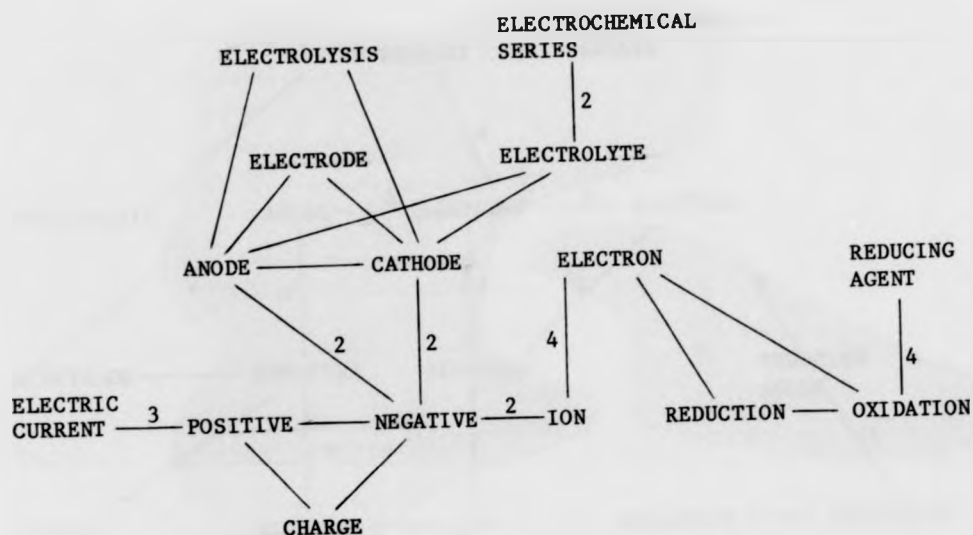 ELECTROCHEMICAL
SERIES
ELECTROLYSIS
2
ELECTRODE
ELECTROLYTE
ANODE
CATHODE
ELECTRON
REDUCING
AGENT
2
2
4
4
ELECTRIC
CURRENT
3
POSITIVE
NEGATIVE
2
ION
REDUCTION
OXIDATION
CHARGE